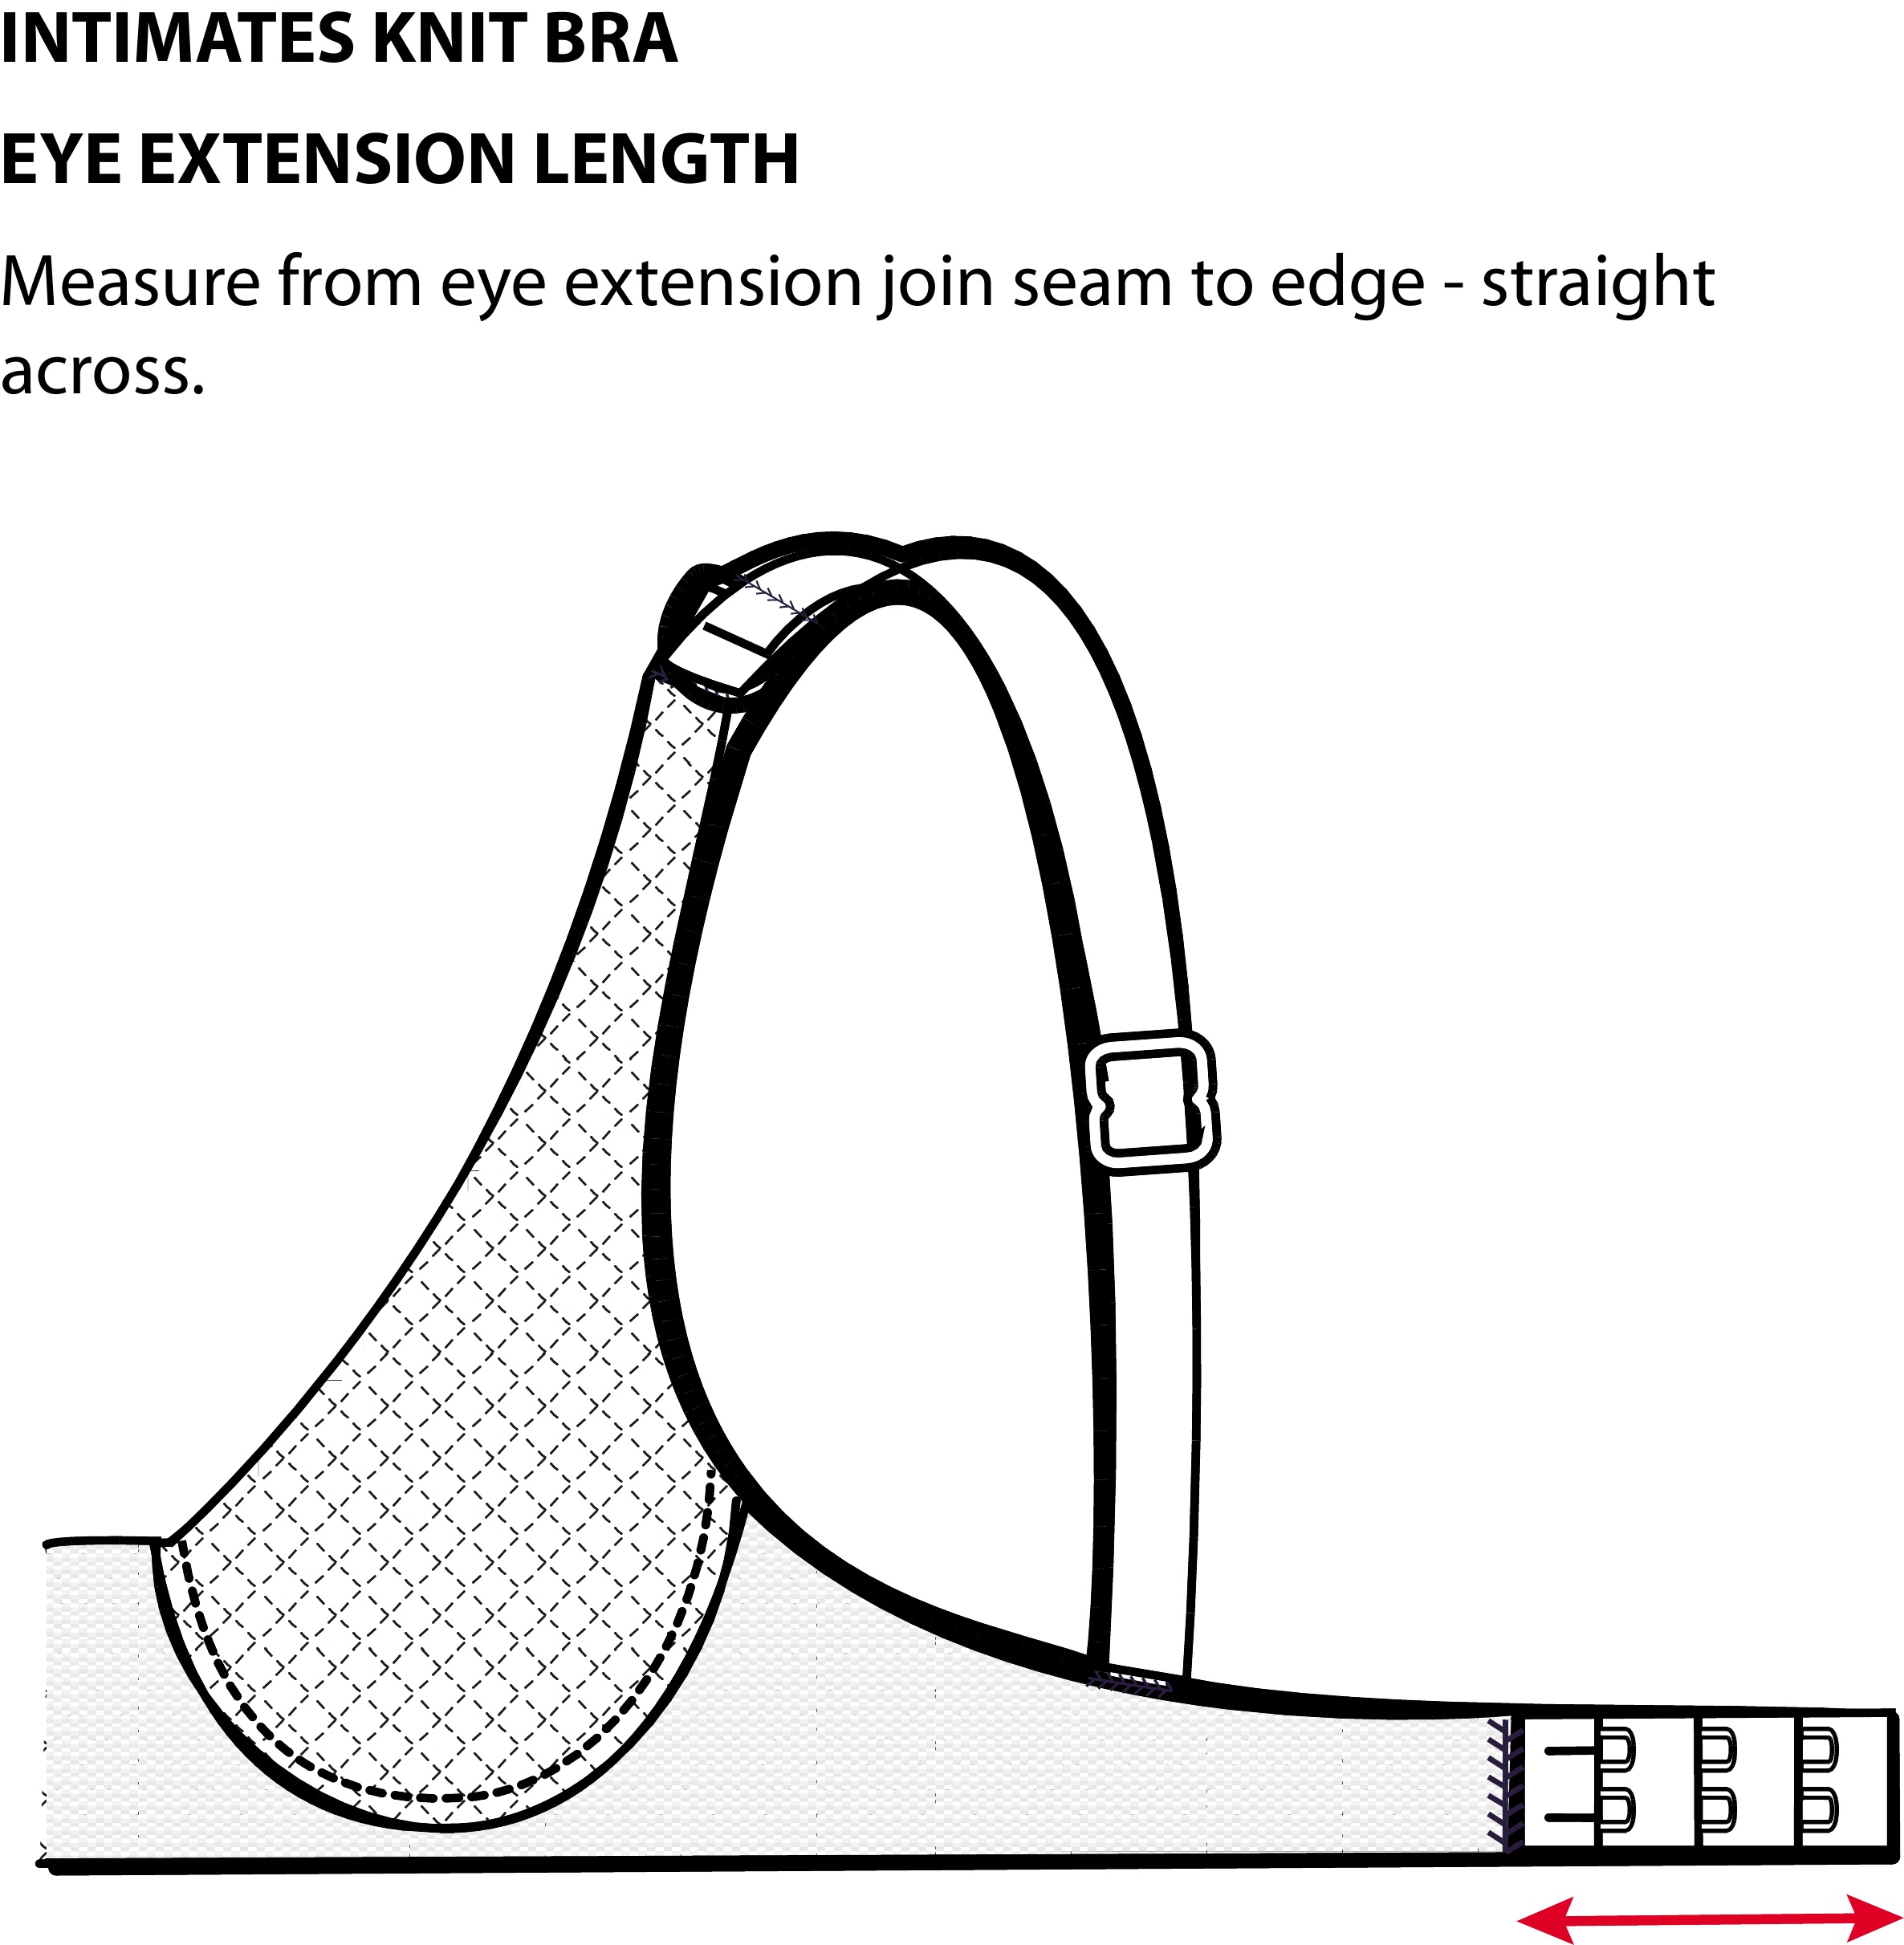 INTIMATES KNIT BRA
EYE EXTENSION LENGTH
Measure from eye extension join seam to edge - straight
across.